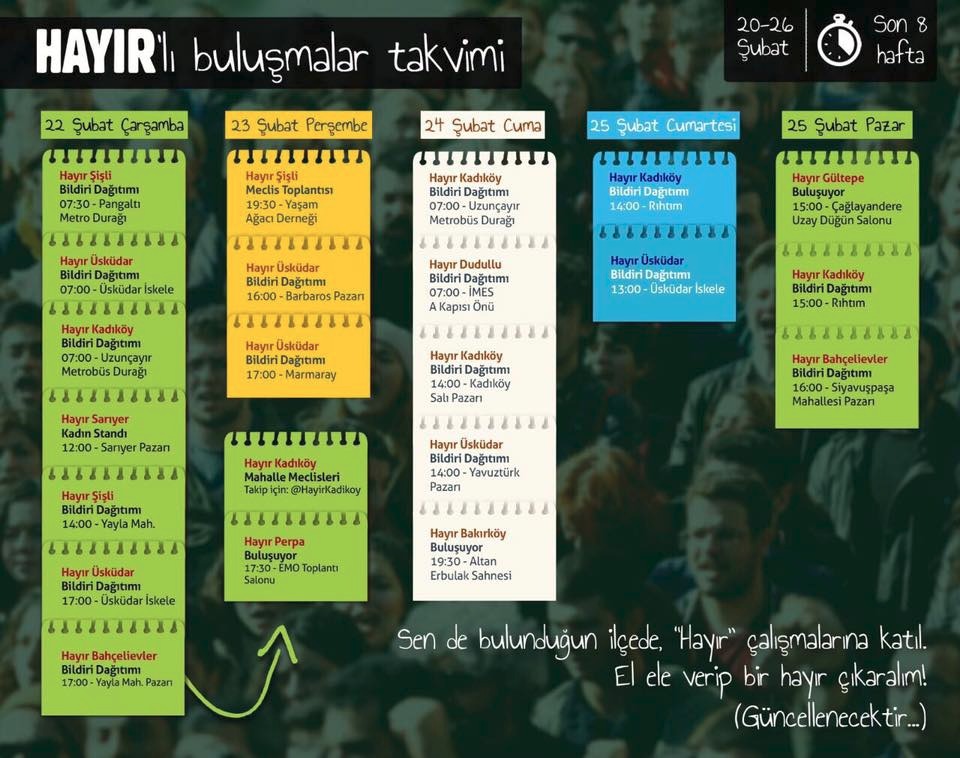 HAYIR'lı buluşmalar takvimi
20-26
Şubat
Son 8
hafta
22 Şubat Çarşamba
Hayır Şişli
Bildiri Dağıtımı
07:30 - Pangaltı
Metro Durağı
Hayır Üsküdar
Bildiri Dağıtımı
07:00 - Üsküdar İskele
Hayır Kadıköy
Bildiri Dağıtımı
07:00 - Uzunçayır
Metrobüs Durağı
Hayır Sarıyer
Kadın Standı
12:00 - Sarıyer Pazarı
Hayır Şişli
Bildiri Dağıtımı
14:00 - Yayla Mah.
Hayır Üsküdar
Bildiri Dağıtımı
17:00 - Üsküdar İskele
Hayır Bahçelievler
Bildiri Dağıtımı
17:00 - Yayla Mah. Pazarı
Hayır Kadıköy
Mahalle Meclisleri
Takip için: @HayirKadikoy
Hayır Perpa
Buluşuyor
17:30 - EMO Toplantı
Salonu
23 Şubat Perşembe
Hayır Şişli
Meclis Toplantısı
19:30 - Yaşam
Ağacı Derneği
Hayır Üsküdar
Bildiri Dağıtımı
16:00 - Barbaros Pazarı
Hayır Üsküdar
Bildiri Dağıtımı
17:00 - Marmaray
24 Şubat Cuma
Hayır Kadıköy
Bildiri Dağıtımı
07:00 - Uzunçayır
Metrobüs Durağı
Hayır Dudullu
Bildiri Dağıtımı
07:00 - İMES
A Kapısı Önü
Hayır Kadıköy
Bildiri Dağıtımı
14:00 - Kadıköy
Salı Pazarı
Hayır Üsküdar
Bildiri Dağıtımı
14:00 - Yavuztürk
Pazarı
Hayır Bakırköy
Buluşuyor
19:30 - Altan
Erbulak Sahnesi
25 Şubat Cumartesi
Hayır Kadıköy
Bildiri Dağıtımı
14:00 - Rıhtım
Hayır Üsküdar
Bildiri Dağıtımı
13:00 - Üsküdar İskele
25 Şubat Pazar
Hayır Gültepe
Buluşuyor
15:00 - Çağlayandere
Uzay Düğün Salonu
Hayır Kadıköy
Bildiri Dağıtımı
15:00 - Rıhtım
Hayır Bahçelievler
Bildiri Dağıtımı
16:00 - Siyavuşpaşa
Mahallesi Pazarı
Sen de bulunduğun ilçede, "Hayır" çalışmalarına katıl.
El ele verip bir hayır çıkaralım!
(Güncellenecektir...)